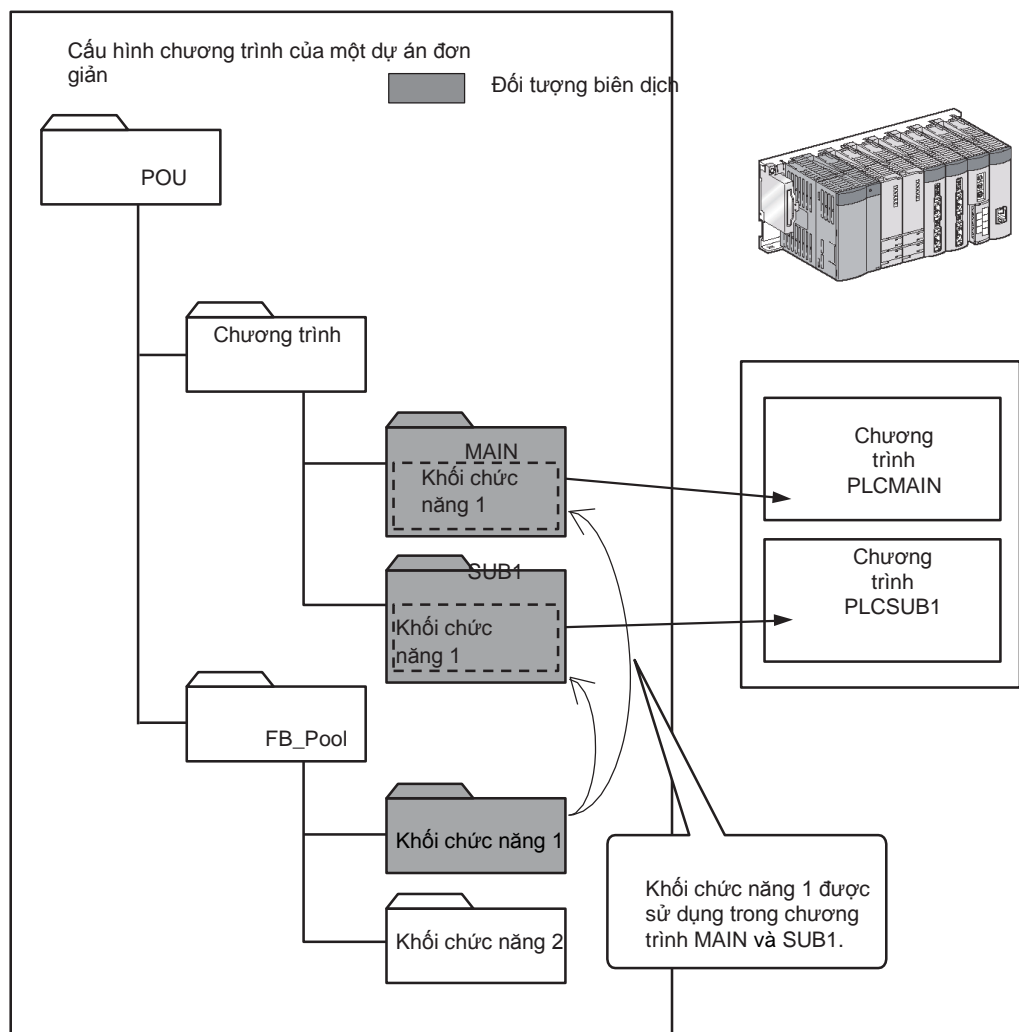 Cấu hình chương trình của một dự án đơn
giản
Đối tượng biên dịch
POU
Chương trình
MAIN
Khối chức
năng 1
SUB1
Khối chức
năng 1
FB_Pool
Khối chức năng 1
Khối chức năng 2
Chương
trình
PLCMAIN
Chương
trình
PLCSUB1
Khối chức năng 1 được
sử dụng trong chương
trình MAIN và SUB1.